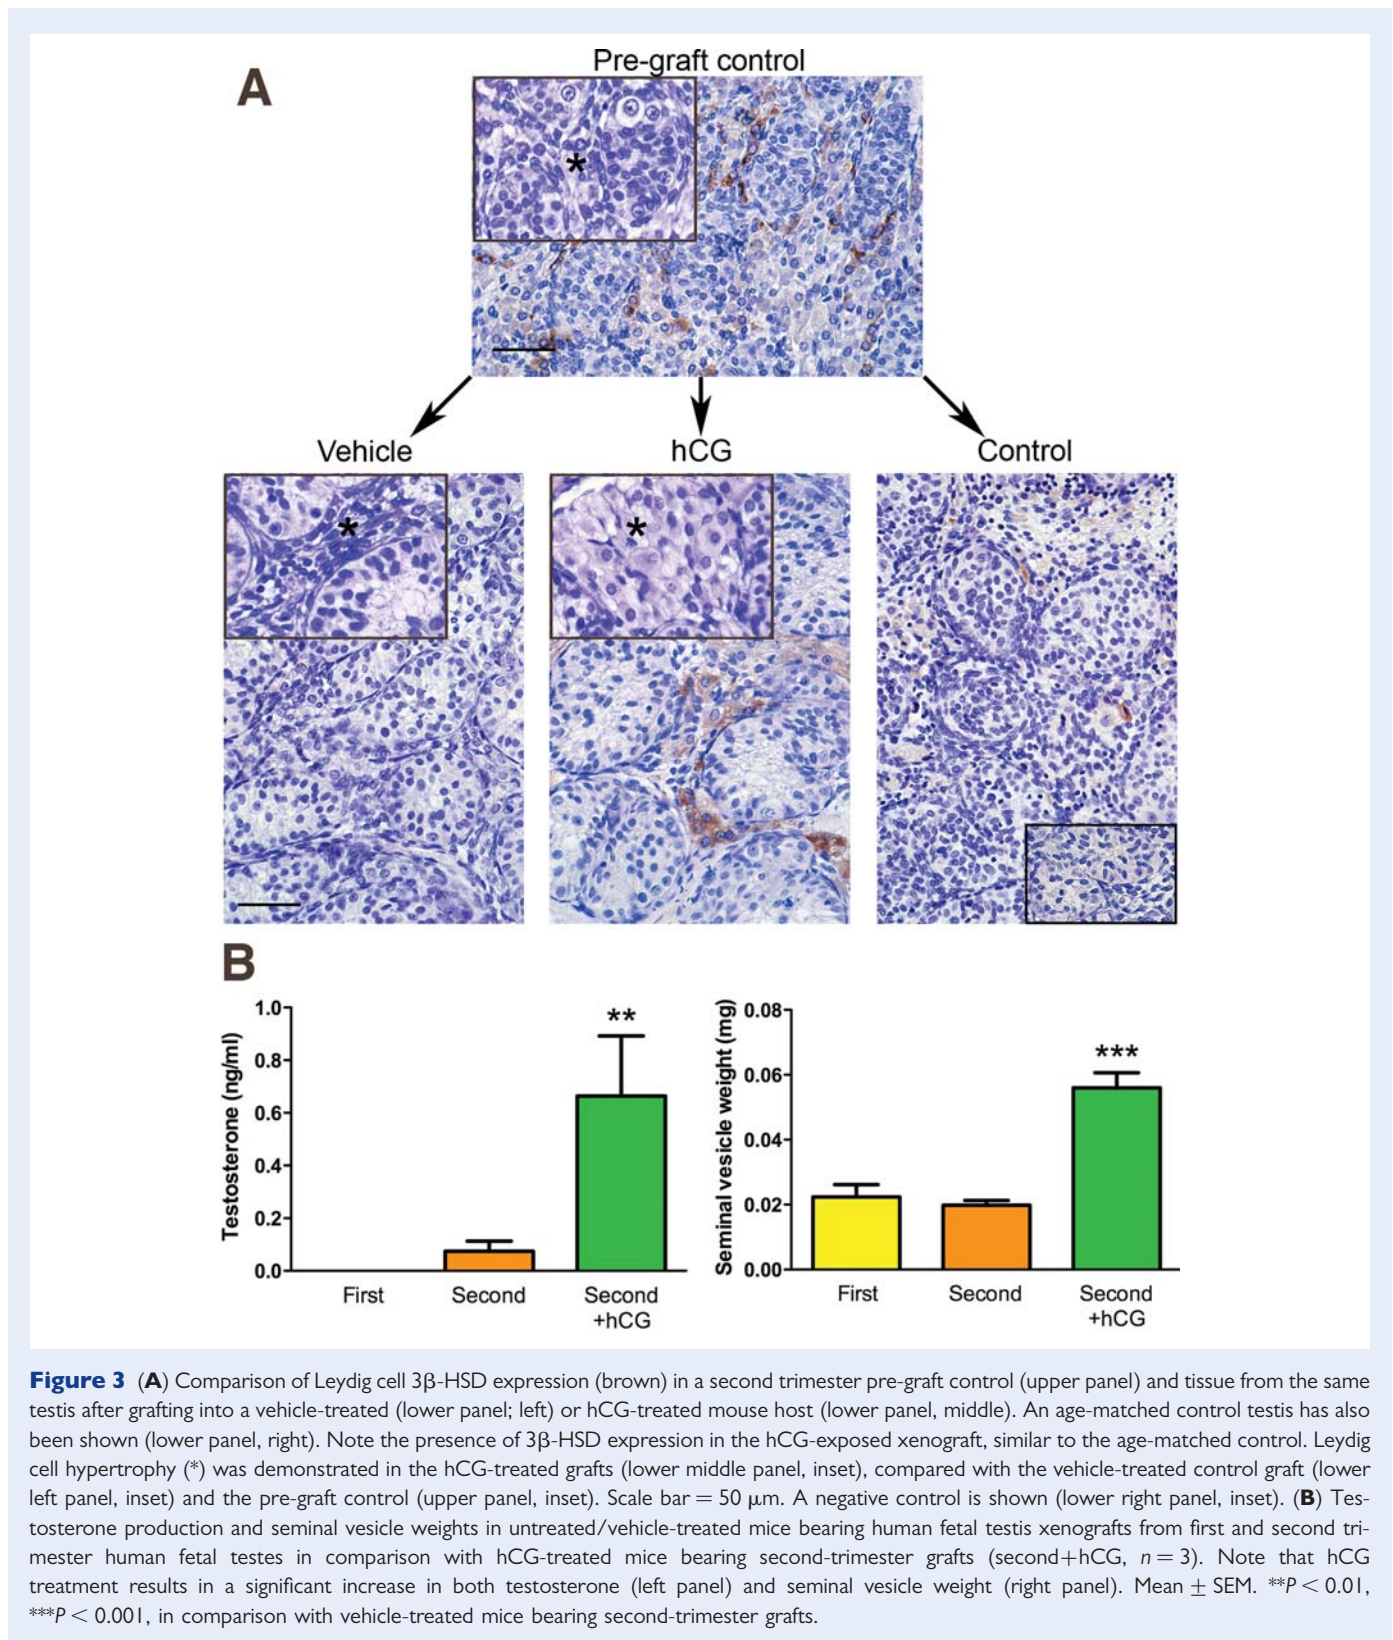 A
Pre-graft control
*
Vehicle
hCG
Control
*
*
B
1.0
0.8
0.6
0.4
0.2
0.0
Testosterone (ng/ml)
**
First
Second
Second
+hCG
0.08
0.06
0.04
0.02
0.00
Seminal vesicle weight (mg)
***
First
Second
Second
+hCG
Figure 3 (A) Comparison of Leydig cell 3β-HSD expression (brown) in a second trimester pre-graft control (upper panel) and tissue from the same
testis after grafting into a vehicle-treated (lower panel; left) or hCG-treated mouse host (lower panel, middle). An age-matched control testis has also
been shown (lower panel, right). Note the presence of 3β-HSD expression in the hCG-exposed xenograft, similar to the age-matched control. Leydig
cell hypertrophy (*) was demonstrated in the hCG-treated grafts (lower middle panel, inset), compared with the vehicle-treated control graft (lower
left panel, inset) and the pre-graft control (upper panel, inset). Scale bar = 50 μm. A negative control is shown (lower right panel, inset). (B) Tes-
tosterone production and seminal vesicle weights in untreated/vehicle-treated mice bearing human fetal testis xenografts from first and second tri-
mester human fetal testes in comparison with hCG-treated mice bearing second-trimester grafts (second+hCG, n = 3). Note that hCG
treatment results in a significant increase in both testosterone (left panel) and seminal vesicle weight (right panel). Mean ± SEM. **P < 0.01,
***P < 0.001, in comparison with vehicle-treated mice bearing second-trimester grafts.